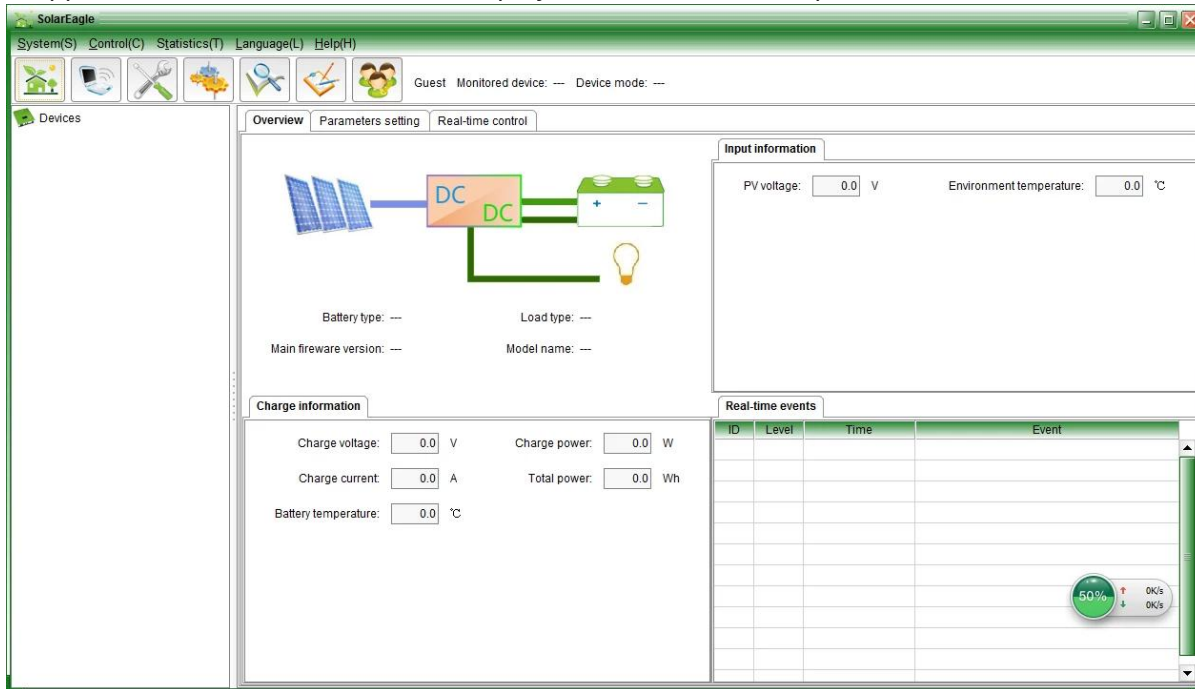 SolarEagle
System(S) Control(C) Statistics(T) Language(L) Help(H)
Guest Monitored device: --- Device mode: ---
Devices
Overview Parameters setting Real-time control
DC
DC
+ −
Battery type: --- Load type: ---
Main fireware version: --- Model name: ---
Input information
PV voltage: 0.0 V Environment temperature: 0.0 ℃
Charge information
Charge voltage: 0.0 V Charge power: 0.0 W
Charge current: 0.0 A Total power: 0.0 Wh
Battery temperature: 0.0 ℃
Real-time events
ID Level Time Event
50% ↑ 0K/s
↓ 0K/s